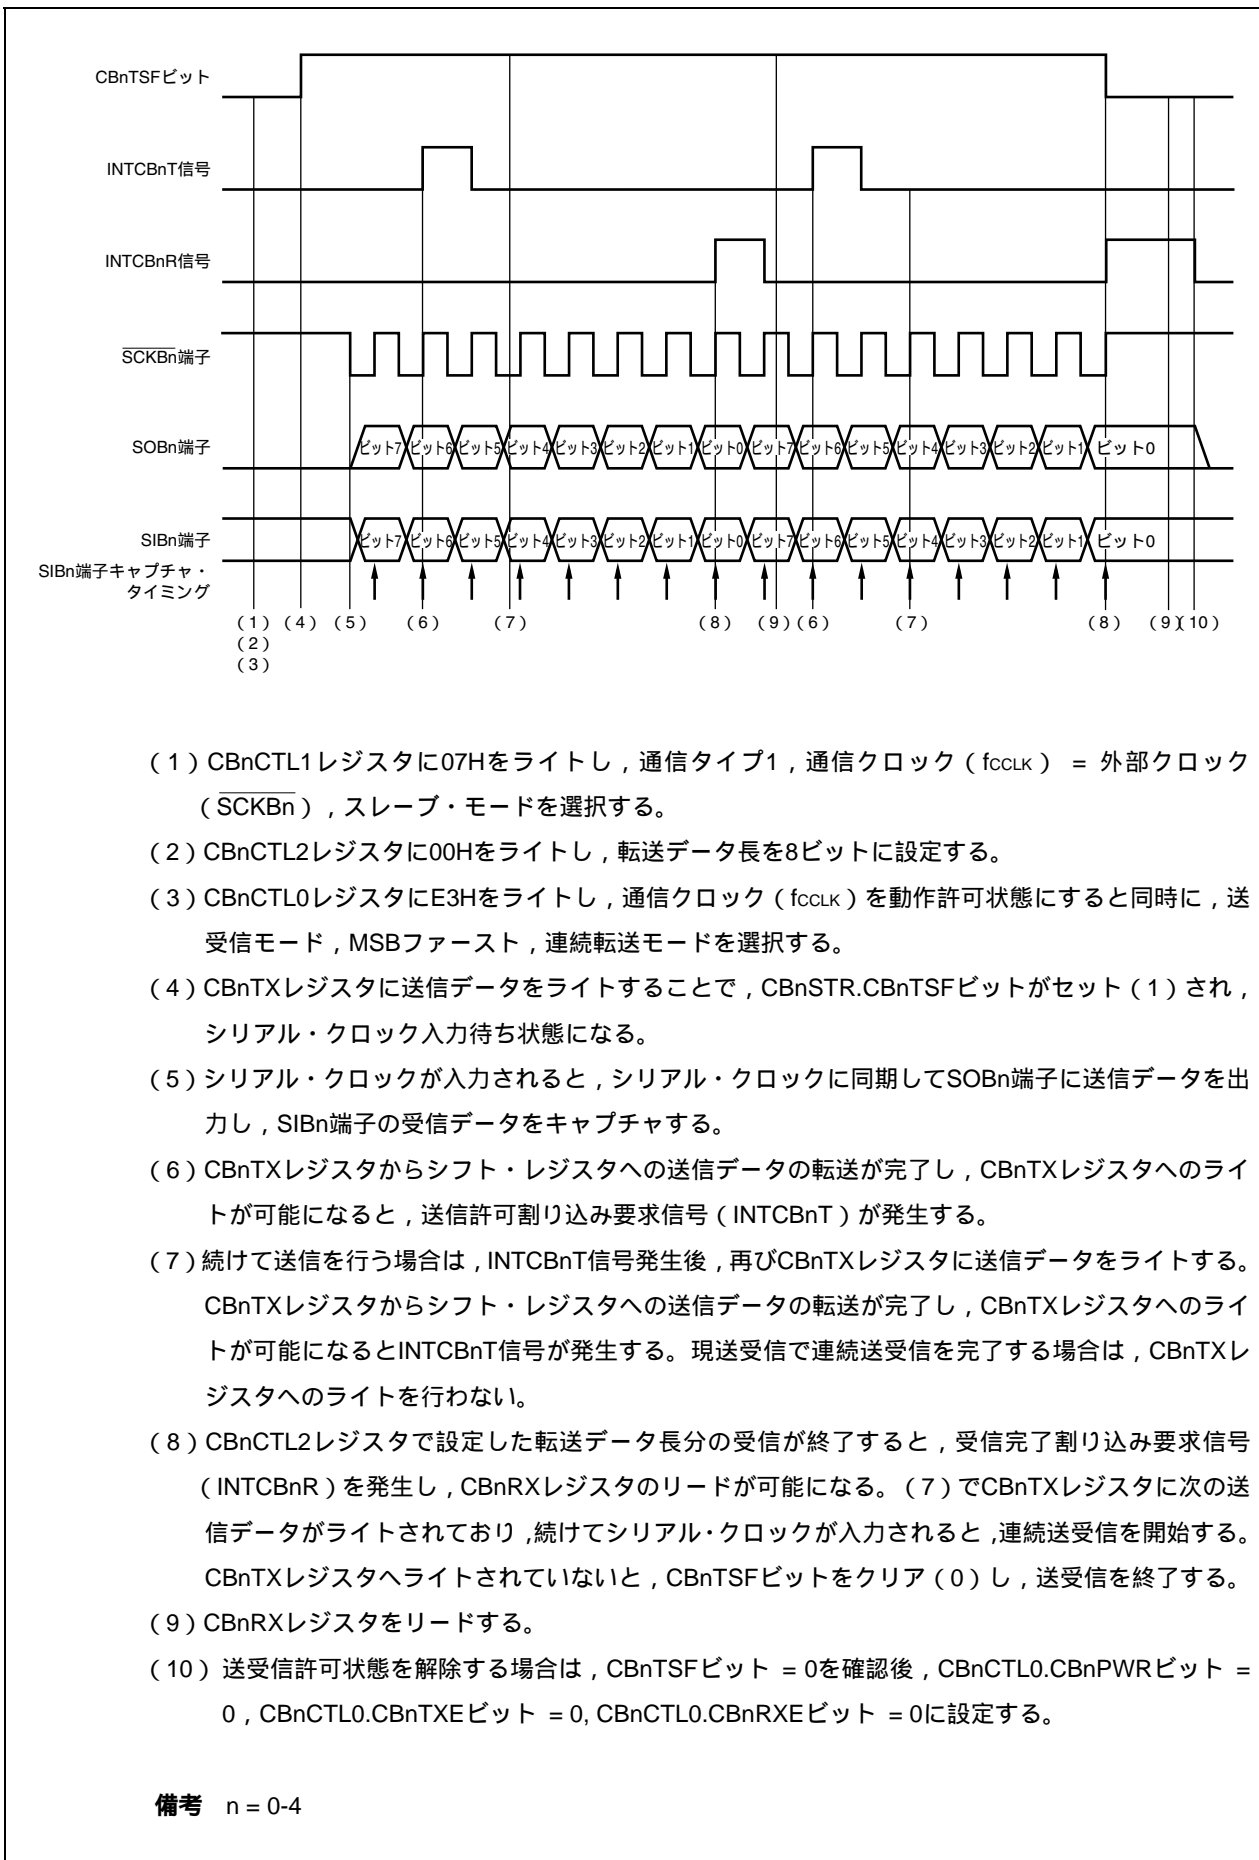 CBnTSFビット
INTCBnT信号
INTCBnR信号
SCKBn端子
SOBn端子
ビット7 ビット6 ビット5 ビット4 ビット3 ビット2 ビット1 ビット0 ビット7 ビット6 ビット5 ビット4 ビット3 ビット2 ビット1 ビット0
SIBn端子
ビット7 ビット6 ビット5 ビット4 ビット3 ビット2 ビット1 ビット0 ビット7 ビット6 ビット5 ビット4 ビット3 ビット2 ビット1 ビット0
SIBn端子キャプチャ・
タイミング
(1) (4) (5) (6) (7) (8) (9) (6) (7) (8) (9) (10)
(2)
(3)
(1) CBnCTL1レジスタに07Hをライトし,通信タイプ1,通信クロック(fCCLK) = 外部クロック
(SCKBn),スレーブ・モードを選択する。
(2) CBnCTL2レジスタに00Hをライトし,転送データ長を8ビットに設定する。
(3) CBnCTL0レジスタにE3Hをライトし,通信クロック(fCCLK)を動作許可状態にすると同時に,送
受信モード,MSBファースト,連続転送モードを選択する。
(4) CBnTXレジスタに送信データをライトすることで,CBnSTR.CBnTSFビットがセット(1)され,
シリアル・クロック入力待ち状態になる。
(5) シリアル・クロックが入力されると,シリアル・クロックに同期してSOBn端子に送信データを出
力し,SIBn端子の受信データをキャプチャする。
(6) CBnTXレジスタからシフト・レジスタへの送信データの転送が完了し,CBnTXレジスタへのライ
トが可能になると,送信許可割り込み要求信号(INTCBnT)が発生する。
(7) 続けて送信を行う場合は,INTCBnT信号発生後,再びCBnTXレジスタに送信データをライトする。
CBnTXレジスタからシフト・レジスタへの送信データの転送が完了し,CBnTXレジスタへのライ
トが可能になるとINTCBnT信号が発生する。現送受信で連続送受信を完了する場合は,CBnTXレ
ジスタへのライトを行わない。
(8) CBnCTL2レジスタで設定した転送データ長分の受信が終了すると,受信完了割り込み要求信号
(INTCBnR)を発生し,CBnRXレジスタのリードが可能になる。(7)でCBnTXレジスタに次の送
信データがライトされており,続けてシリアル・クロックが入力されると,連続送受信を開始する。
CBnTXレジスタへライトされていないと,CBnTSFビットをクリア(0)し,送受信を終了する。
(9) CBnRXレジスタをリードする。
(10) 送受信許可状態を解除する場合は,CBnTSFビット = 0を確認後,CBnCTL0.CBnPWRビット =
0,CBnCTL0.CBnTXEビット = 0, CBnCTL0.CBnRXEビット = 0に設定する。
備考 n = 0-4